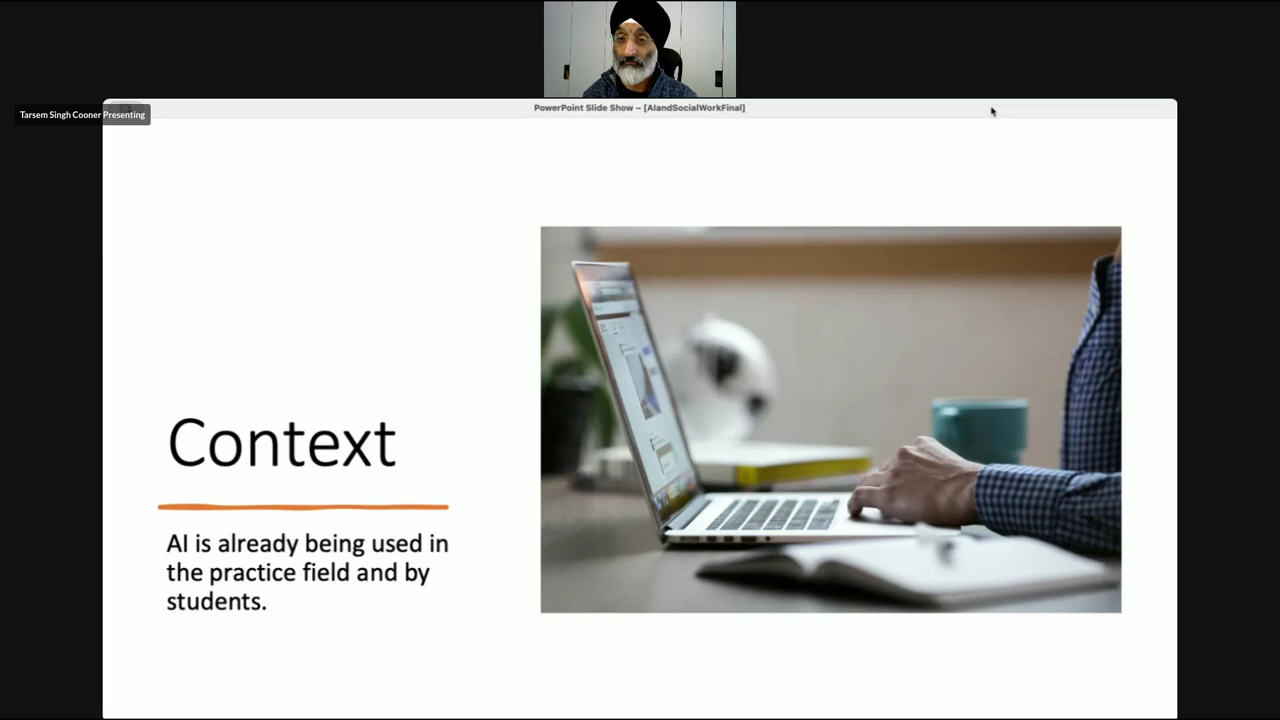 PowerPoint Slide Show – [AIandSocialWorkFinal]
Tarsem Singh Cooner Presenting
Context
AI is already being used in
the practice field and by
students.